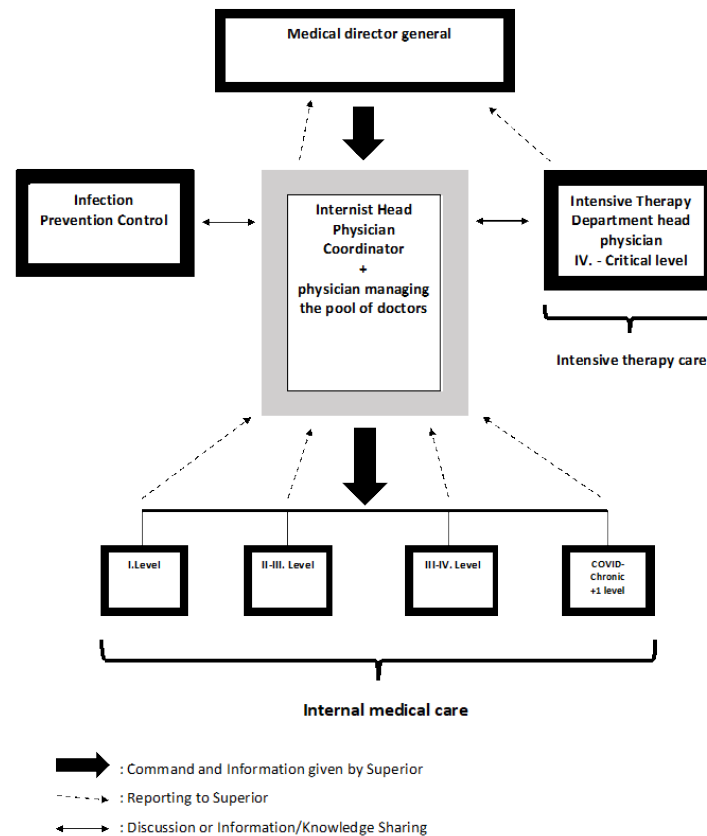 Medical director general
Infection
Prevention Control
Internist Head
Physician
Coordinator
+
physician managing
the pool of doctors
Intensive Therapy
Department head
physician
IV. - Critical level
Intensive therapy care
I.Level
II-III. Level
III-IV. Level
COVID-
Chronic
+1 level
Internal medical care
: Command and Information given by Superior
: Reporting to Superior
: Discussion or Information/Knowledge Sharing